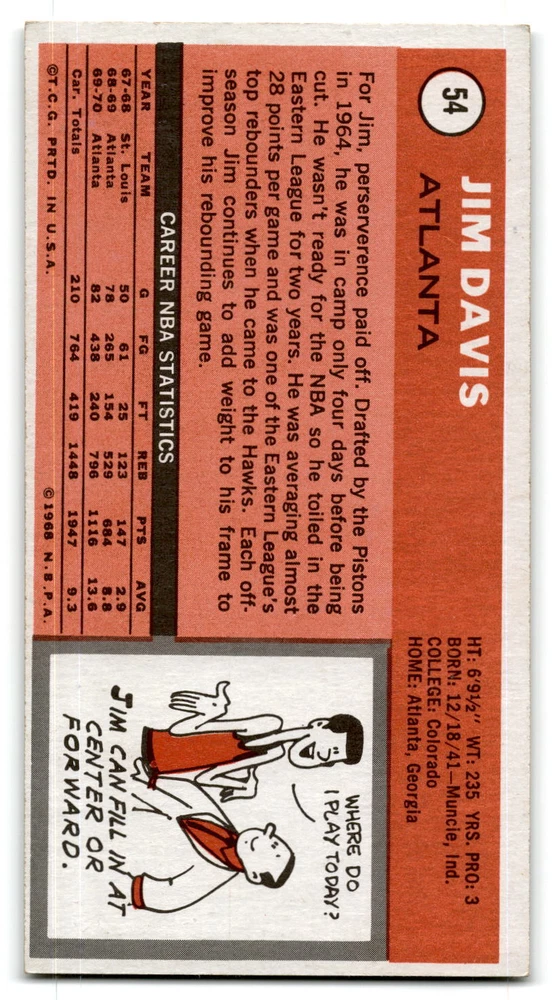 54
JIM DAVIS
ATLANTA
HT: 6'9½" WT: 235 YRS. PRO: 3
BORN: 12/18/41—Muncie, Ind.
COLLEGE: Colorado
HOME: Atlanta, Georgia
For Jim, perserverence paid off. Drafted by the Pistons
in 1964, he was in camp only four days before being
cut. He wasn't ready for the NBA so he toiled in the
Eastern League for two years. He was averaging almost
28 points per game and was one of the Eastern League's
top rebounders when he came to the Hawks. Each off-
season Jim continues to add weight to his frame to
improve his rebounding game.
CAREER NBA STATISTICS
YEAR TEAM G FG FT REB PTS AVG
67-68 St. Louis 50 61 25 123 147 2.9
68-69 Atlanta 78 265 154 529 684 8.8
69-70 Atlanta 82 438 240 796 1116 13.6
Car. Totals 210 764 419 1448 1947 9.3
©T.C.G. PRTD. IN U.S.A. ©1968 N.B.P.A.
WHERE DO
I PLAY TODAY?
JIM CAN FILL IN AT
CENTER OR
FORWARD.